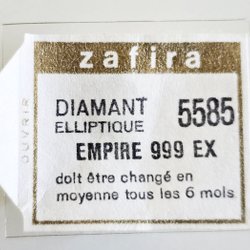 zafira
OUVRIR
DIAMANT 5585
ELLIPTIQUE
EMPIRE 999 EX
doit être changé en
moyenne tous les 6 mois